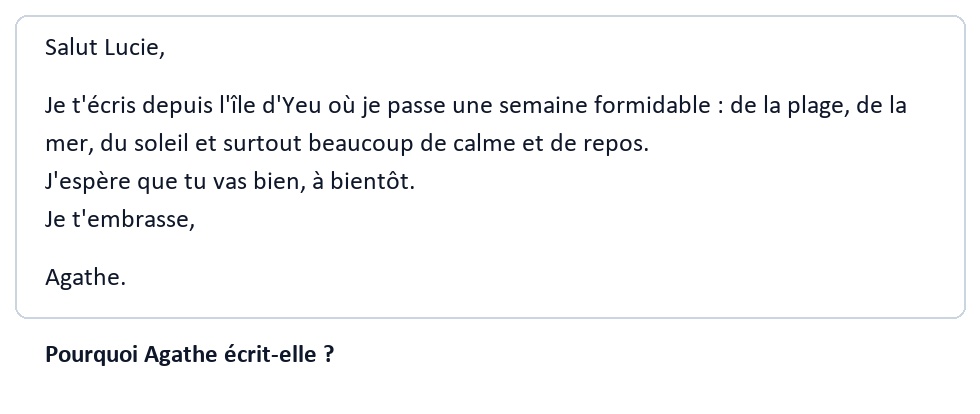 Salut Lucie,
Je t'écris depuis l'île d'Yeu où je passe une semaine formidable : de la plage, de la
mer, du soleil et surtout beaucoup de calme et de repos.
J'espère que tu vas bien, à bientôt.
Je t'embrasse,
Agathe.
Pourquoi Agathe écrit-elle ?